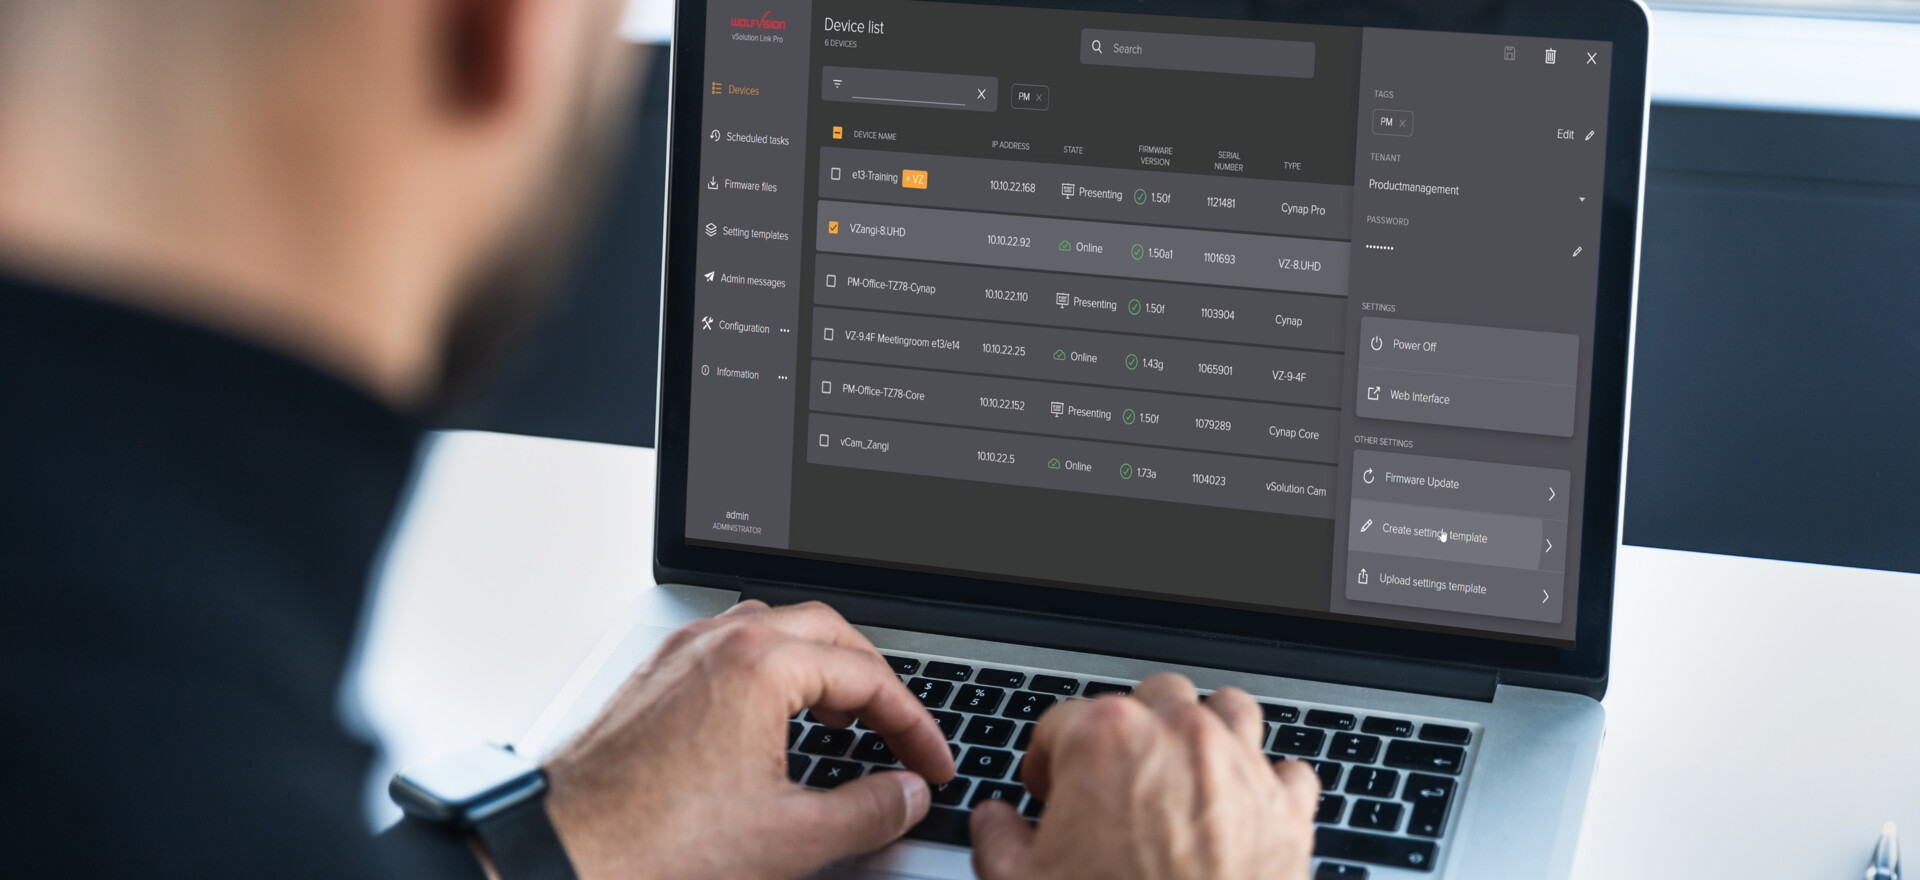 WOLFVISION
vSolution Link Pro
Devices
Scheduled tasks
Firmware files
Setting templates
Admin messages
Configuration
Information
admin
ADMINISTRATOR
Device list
6 DEVICES
Search
PM
DEVICE NAME IP ADDRESS STATE FIRMWARE VERSION SERIAL NUMBER TYPE
e13-Training + VZ 10.10.22.168 Presenting 1.50f 1121481 Cynap Pro
VZangi-8.UHD 10.10.22.92 Online 1.50a1 1101693 VZ-8.UHD
PM-Office-TZ78-Cynap 10.10.22.110 Presenting 1.50f 1103904 Cynap
VZ-9.4F Meetingroom e13/e14 10.10.22.25 Online 1.43g 1065901 VZ-9-4F
PM-Office-TZ78-Core 10.10.22.152 Presenting 1.50f 1079289 Cynap Core
vCam_Zangi 10.10.22.5 Online 1.73a 1104023 vSolution Cam
TAGS
PM
Edit
TENANT
Productmanagement
PASSWORD
SETTINGS
Power Off
Web Interface
OTHER SETTINGS
Firmware Update
Create settings template
Upload settings template
$ % ^
4 5 6
T
S D G
X V B